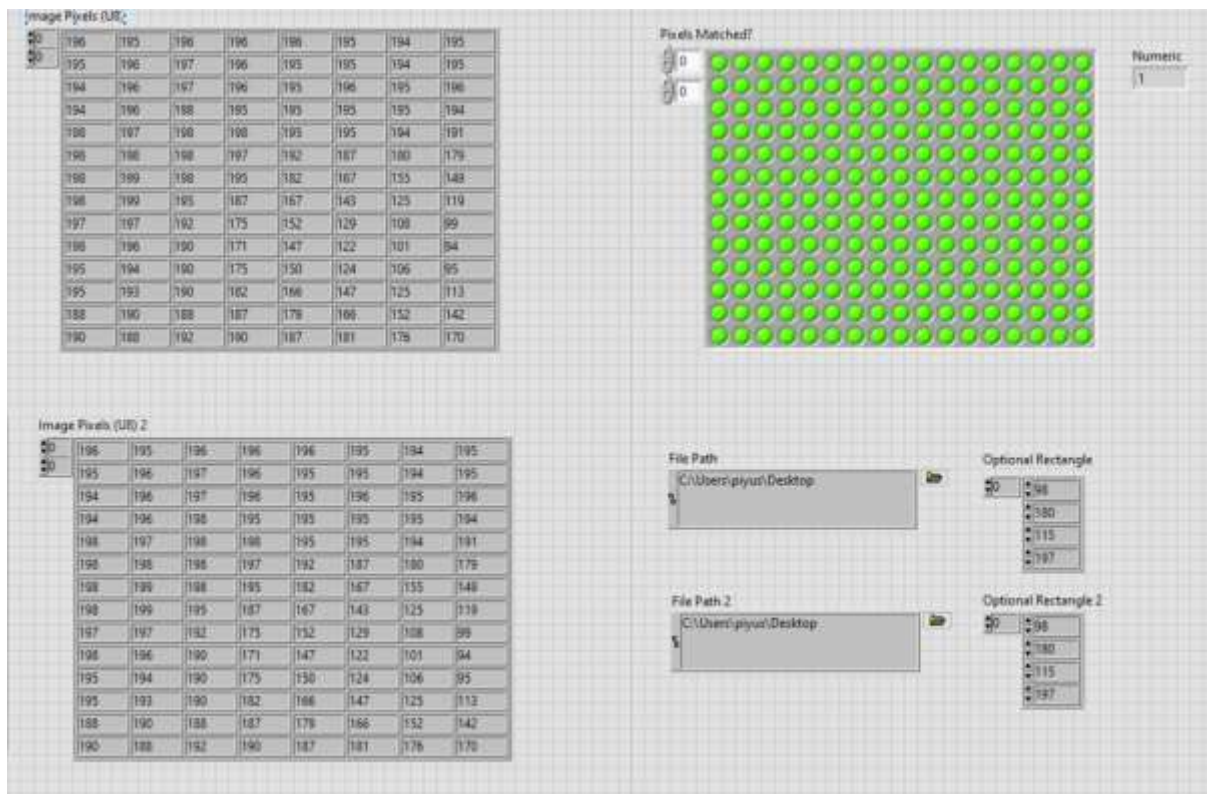 Image Pixels (U8)
0 196 195 196 196 196 195 194 195
0 195 196 197 196 195 195 194 195
194 196 197 196 195 196 195 196
194 196 198 195 195 195 195 194
198 197 198 198 195 195 194 191
198 198 198 197 192 187 180 179
198 199 198 195 182 167 155 149
198 199 195 187 167 143 125 119
197 197 192 175 152 129 108 99
198 196 190 171 147 122 101 94
195 194 190 175 150 124 106 95
195 193 190 182 166 147 125 113
188 190 188 187 179 166 152 142
190 188 192 190 187 181 176 170
Pixels Matched?
0
0
Numeric
1
Image Pixels (U8) 2
0 196 195 196 196 196 195 194 195
0 195 196 197 196 195 195 194 195
194 196 197 196 195 196 195 196
194 196 198 195 195 195 195 194
198 197 198 198 195 195 194 191
198 198 198 197 192 187 180 179
198 199 198 195 182 167 155 149
198 199 195 187 167 143 125 119
197 197 192 175 152 129 108 99
198 196 190 171 147 122 101 94
195 194 190 175 150 124 106 95
195 193 190 182 166 147 125 113
188 190 188 187 179 166 152 142
190 188 192 190 187 181 176 170
File Path
C:\Users\piyus\Desktop
Optional Rectangle
0 98
180
115
197
File Path 2
C:\Users\piyus\Desktop
Optional Rectangle 2
0 98
180
115
197